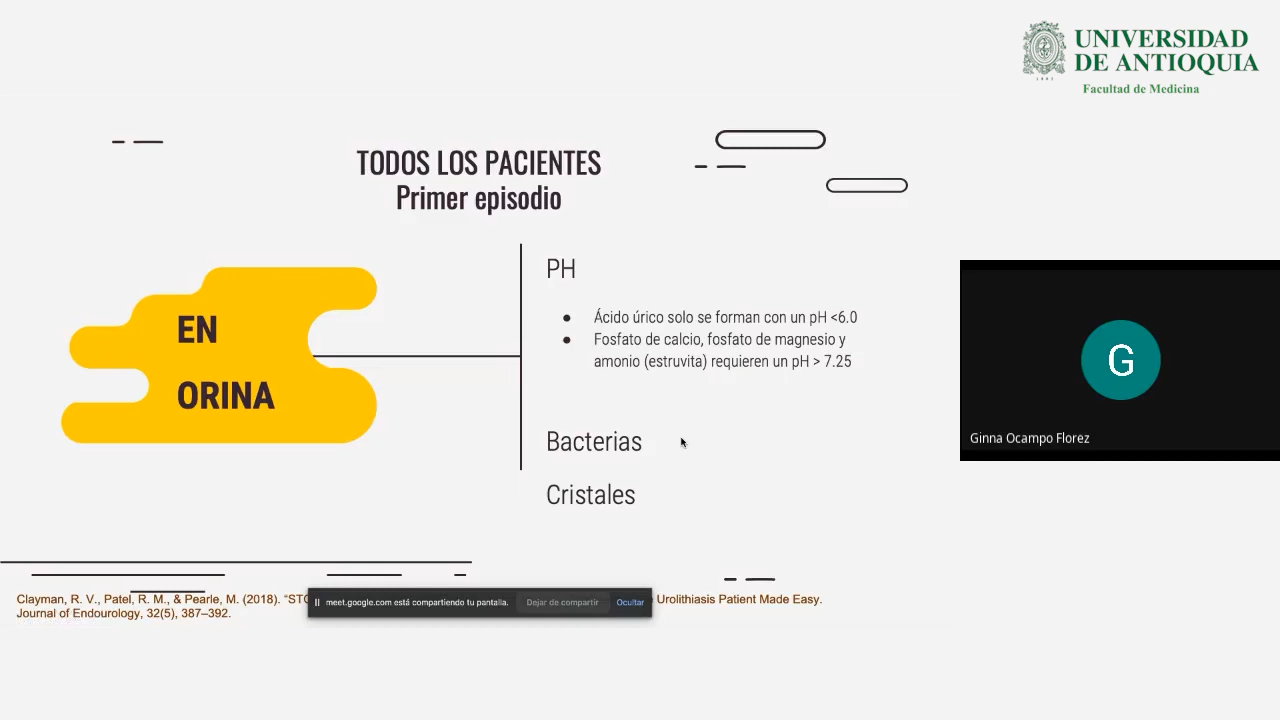 UNIVERSIDAD
DE ANTIOQUIA
1803
Facultad de Medicina
TODOS LOS PACIENTES
Primer episodio
EN
ORINA
PH
● Ácido úrico solo se forman con un pH <6.0
● Fosfato de calcio, fosfato de magnesio y
amonio (estruvita) requieren un pH > 7.25
Bacterias
Cristales
G
Ginna Ocampo Florez
Clayman, R. V., Patel, R. M., & Pearle, M. (2018). “STO
meet.google.com está compartiendo tu pantalla.
Dejar de compartir
Ocultar
Urolithiasis Patient Made Easy.
Journal of Endourology, 32(5), 387–392.